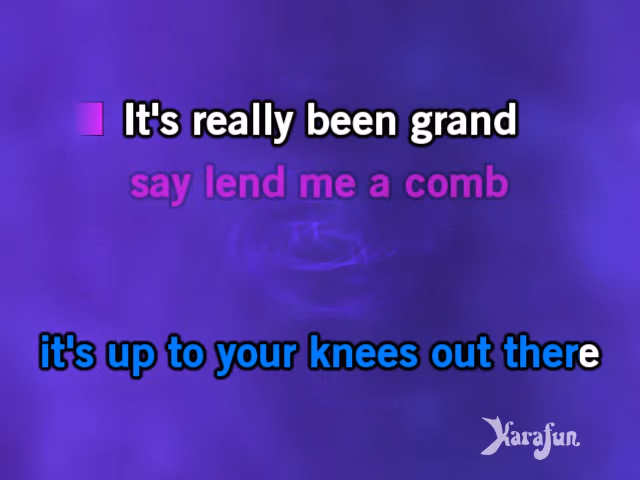 It's really been grand
say lend me a comb
it's up to your knees out there
Karafun